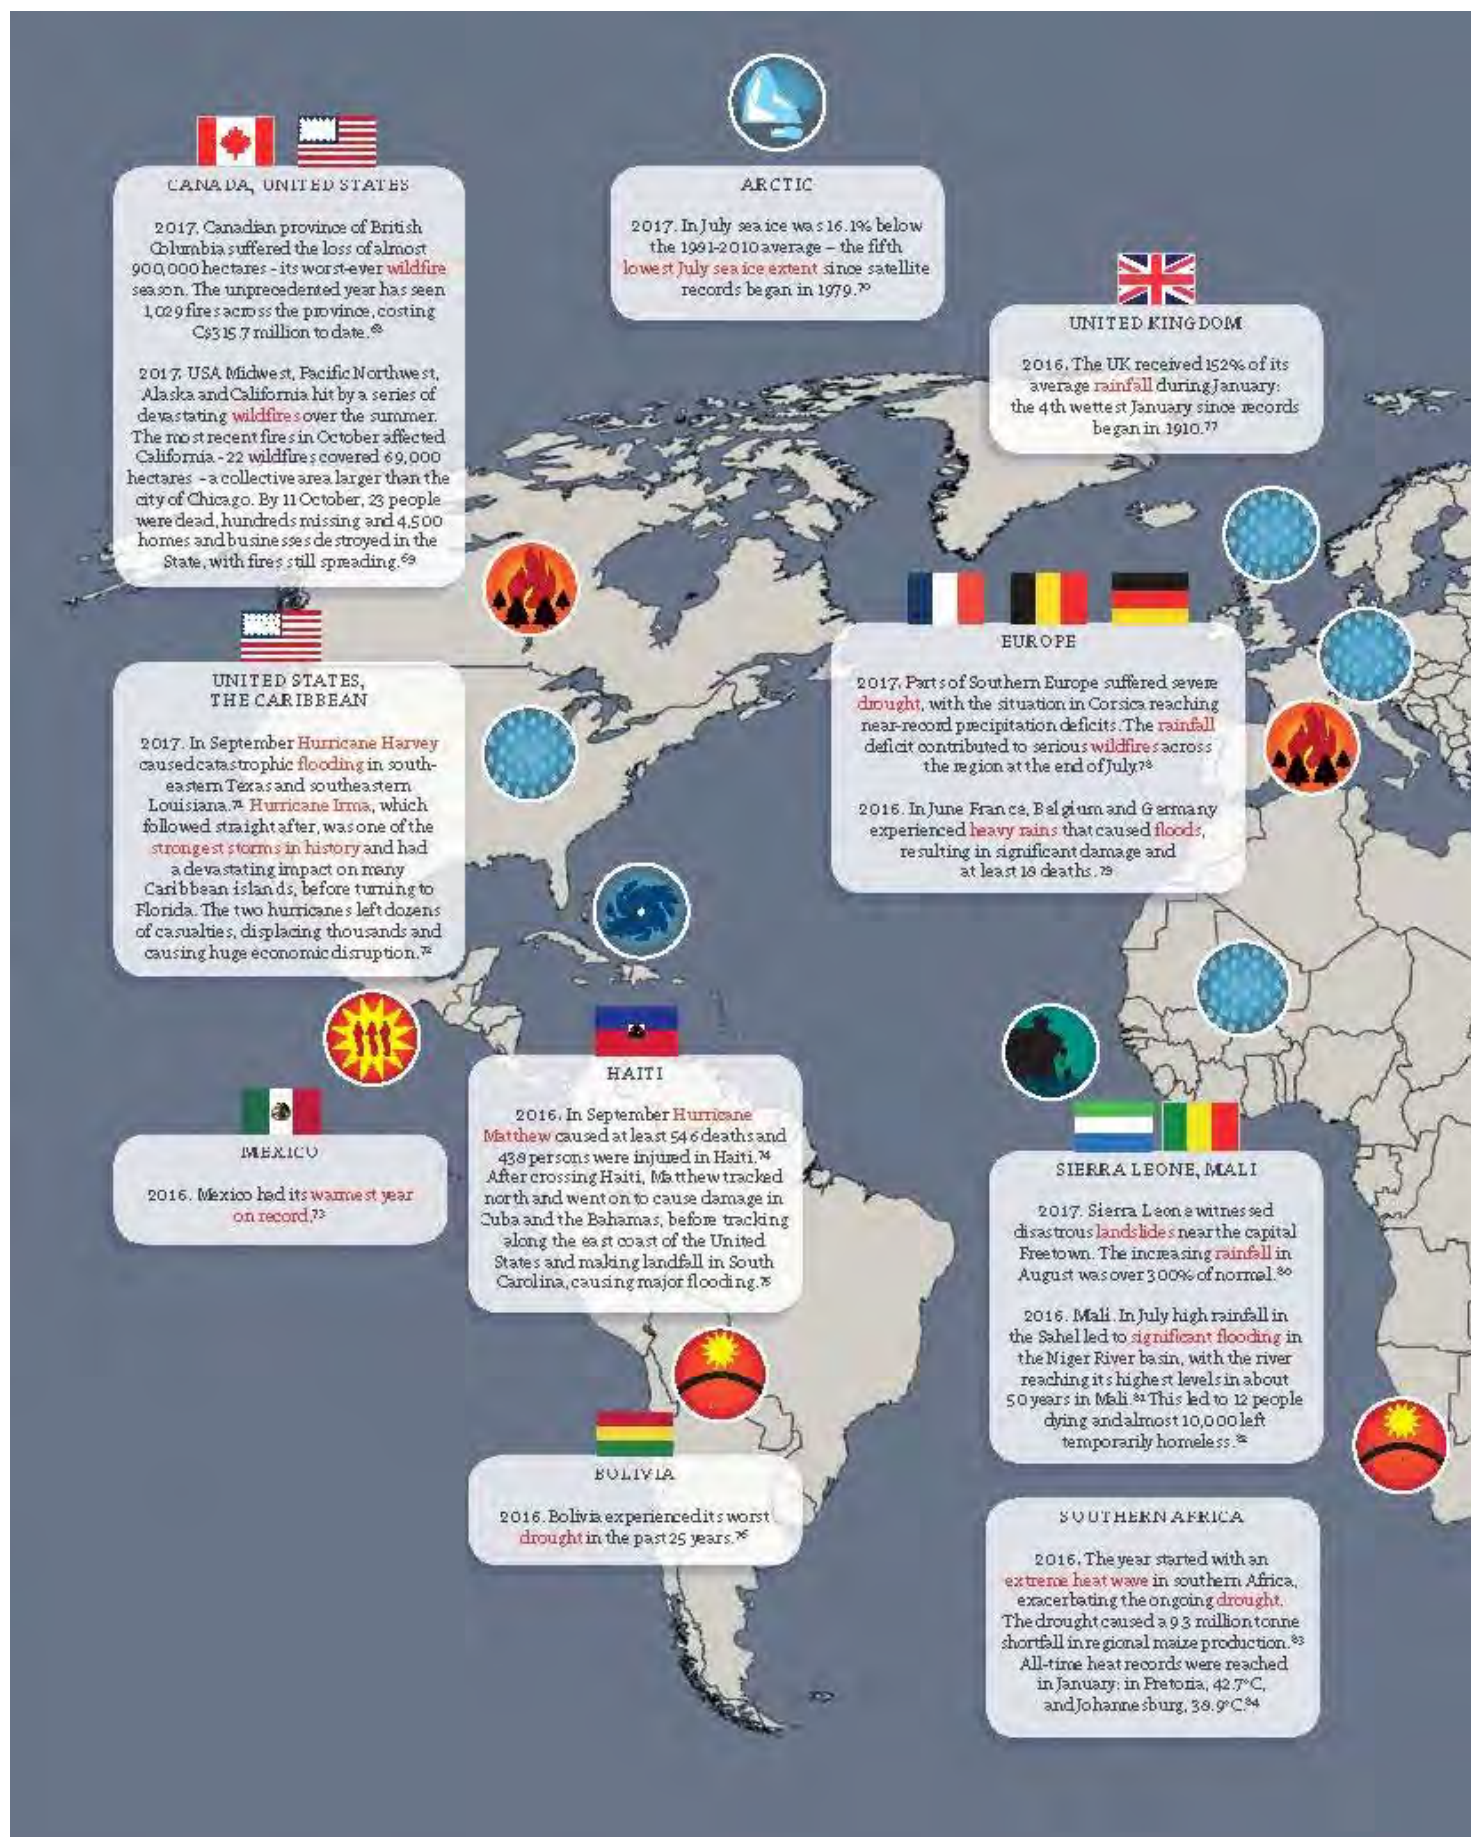 CANADA, UNITED STATES
2017. Canadian province of British
Columbia suffered the loss of almost
900,000 hectares - its worst-ever wildfire
season. The unprecedented year has seen
1,029 fires across the province, costing
C$315.7 million to date.68
2017. USA Midwest, Pacific Northwest,
Alaska and California hit by a series of
devastating wildfires over the summer.
The most recent fires in October affected
California - 22 wildfires covered 69,000
hectares - a collective area larger than the
city of Chicago. By 11 October, 23 people
were dead, hundreds missing and 4,500
homes and businesses destroyed in the
State, with fires still spreading.69
ARCTIC
2017. In July sea ice was 16.1% below
the 1981-2010 average – the fifth
lowest July sea ice extent since satellite
records began in 1979.70
UNITED KINGDOM
2016. The UK received 152% of its
average rainfall during January:
the 4th wettest January since records
began in 1910.77
UNITED STATES,
THE CARIBBEAN
2017. In September Hurricane Harvey
caused catastrophic flooding in south-
eastern Texas and southeastern
Louisiana.71 Hurricane Irma, which
followed straight after, was one of the
strongest storms in history and had
a devastating impact on many
Caribbean islands, before turning to
Florida. The two hurricanes left dozens
of casualties, displacing thousands and
causing huge economic disruption.72
EUROPE
2017. Parts of Southern Europe suffered severe
drought, with the situation in Corsica reaching
near-record precipitation deficits. The rainfall
deficit contributed to serious wildfires across
the region at the end of July.78
2016. In June France, Belgium and Germany
experienced heavy rains that caused floods,
resulting in significant damage and
at least 18 deaths.79
MEXICO
2016. Mexico had its warmest year
on record.73
HAITI
2016. In September Hurricane
Matthew caused at least 546 deaths and
438 persons were injured in Haiti.74
After crossing Haiti, Matthew tracked
north and went on to cause damage in
Cuba and the Bahamas, before tracking
along the east coast of the United
States and making landfall in South
Carolina, causing major flooding.75
BOLIVIA
2016. Bolivia experienced its worst
drought in the past 25 years.76
SIERRA LEONE, MALI
2017. Sierra Leone witnessed
disastrous landslides near the capital
Freetown. The increasing rainfall in
August was over 300% of normal.80
2016. Mali. In July high rainfall in
the Sahel led to significant flooding in
the Niger River basin, with the river
reaching its highest levels in about
50 years in Mali.81 This led to 12 people
dying and almost 10,000 left
temporarily homeless.82
SOUTHERN AFRICA
2016. The year started with an
extreme heat wave in southern Africa,
exacerbating the ongoing drought.
The drought caused a 9.3 million tonne
shortfall in regional maize production.83
All-time heat records were reached
in January: in Pretoria, 42.7°C,
and Johannesburg, 38.9°C.84